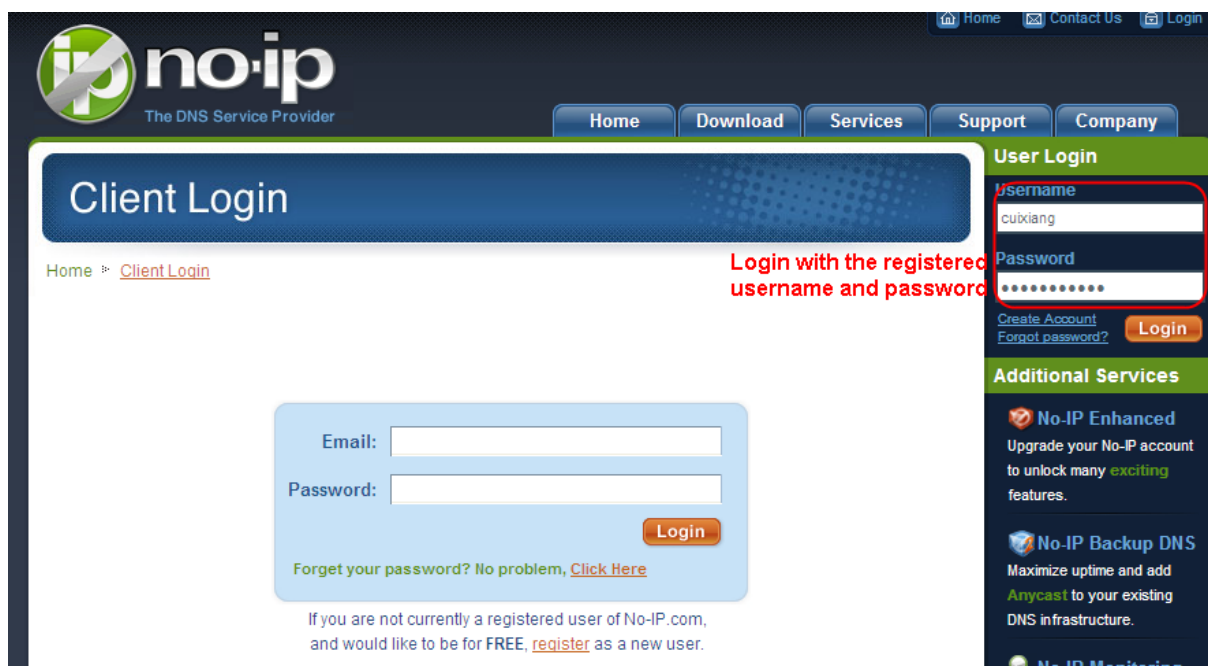 Home Contact Us Login
no·ip
The DNS Service Provider
Home Download Services Support Company
Client Login
Home Client Login
Login with the registered
username and password
Email:
Password:
Login
Forget your password? No problem, Click Here
If you are not currently a registered user of No-IP.com,
and would like to be for FREE, register as a new user.
User Login
Username
cuixiang
Password
•••••••••••
Create Account
Forgot password?
Login
Additional Services
No-IP Enhanced
Upgrade your No-IP account
to unlock many exciting
features.
No-IP Backup DNS
Maximize uptime and add
Anycast to your existing
DNS infrastructure.
No-IP Monitoring